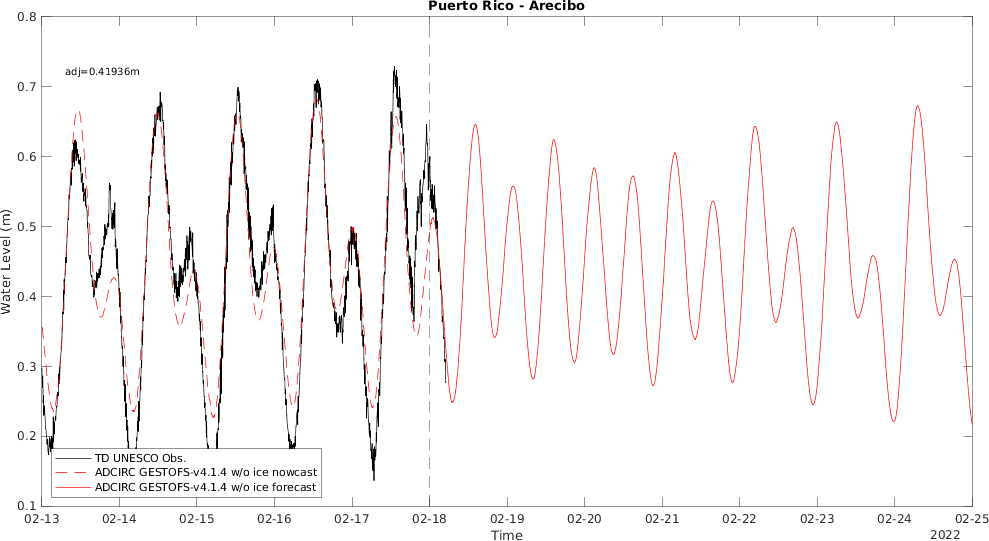 Puerto Rico - Arecibo
0.8
0.7
0.6
0.5
0.4
0.3
0.2
0.1
Water Level (m)
adj=0.41936m
TD UNESCO Obs.
ADCIRC GESTOFS-v4.1.4 w/o ice nowcast
ADCIRC GESTOFS-v4.1.4 w/o ice forecast
02-13 02-14 02-15 02-16 02-17 02-18 02-19 02-20 02-21 02-22 02-23 02-24 02-25
Time
2022